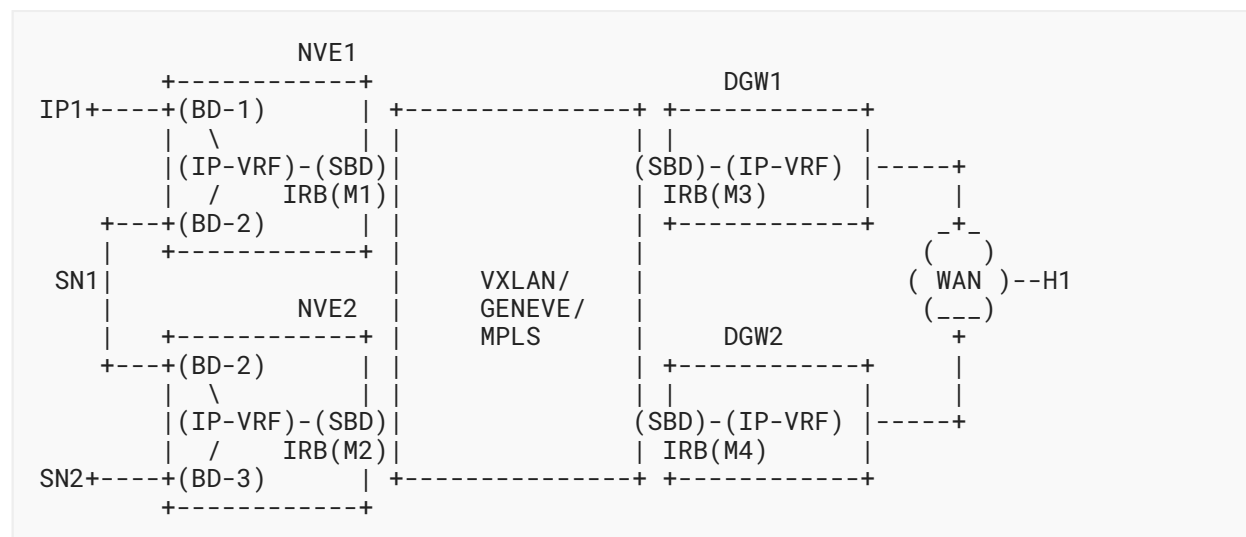 NVE1
         +------------+                                  DGW1
IP1+----+(BD-1)       | +---------------+ +------------+
         |  \         | |               | | |            |
         |(IP-VRF)-(SBD)|               (SBD)-(IP-VRF) |-----+
         |  /    IRB(M1)|               | IRB(M3)      |     |
    +---+(BD-2)       | |               | +------------+    _+_
    |    +------------+ |               |                  (   )
 SN1|                   |     VXLAN/    |                 ( WAN )--H1
    |             NVE2  |     GENEVE/   |                  (___)
    |    +------------+ |     MPLS      |     DGW2           +
    +---+(BD-2)       | |               | +------------+     |
         |  \         | |               | | |            |     |
         |(IP-VRF)-(SBD)|               (SBD)-(IP-VRF) |-----+
         |  /    IRB(M2)|               | IRB(M4)      |
SN2+----+(BD-3)       | +---------------+ +------------+
         +------------+